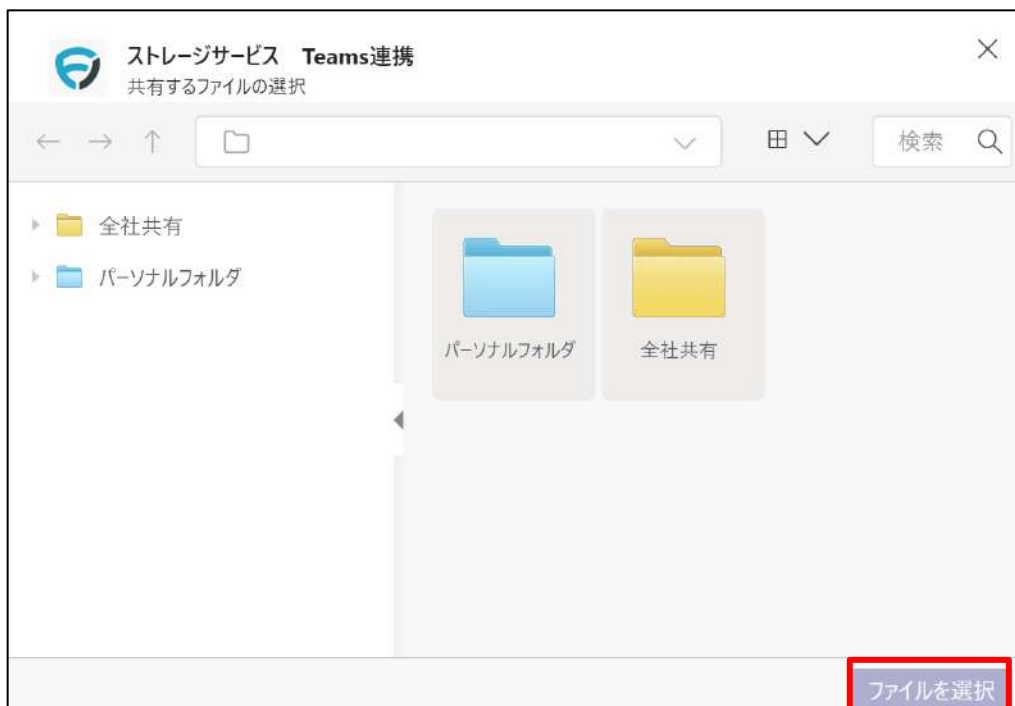 ストレージサービス　Teams連携
共有するファイルの選択
検索
全社共有
パーソナルフォルダ
パーソナルフォルダ
全社共有
ファイルを選択